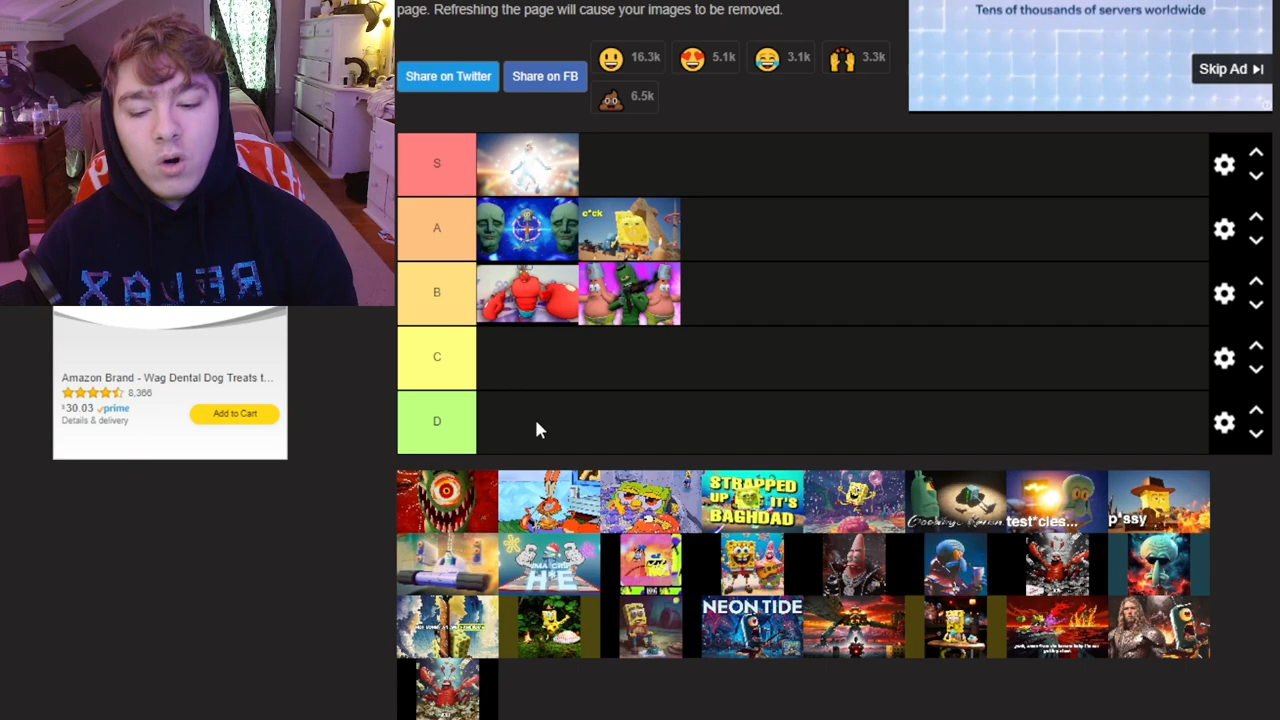 page. Refreshing the page will cause your images to be removed.
Tens of thousands of servers worldwide
Share on Twitter
Share on FB
16.3k
5.1k
3.1k
3.3k
6.5k
Skip Ad
S
A
c*ck
B
C
D
RELAX
Amazon Brand - Wag Dental Dog Treats t...
8,366
$30.03 prime
Add to Cart
Details & delivery
STRAPPED
UP IT'S
BAGHDAD
test*cles...
p*ssy
NEON TIDE